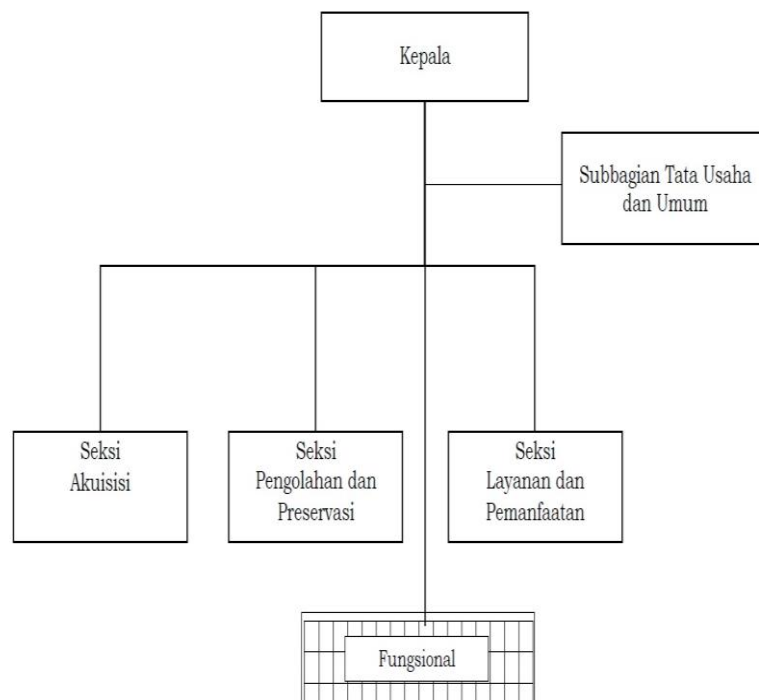 Kepala
Subbagian Tata Usaha
dan Umum
Seksi
Akuisisi
Seksi
Pengolahan dan
Preservasi
Seksi
Layanan dan
Pemanfaatan
Fungsional